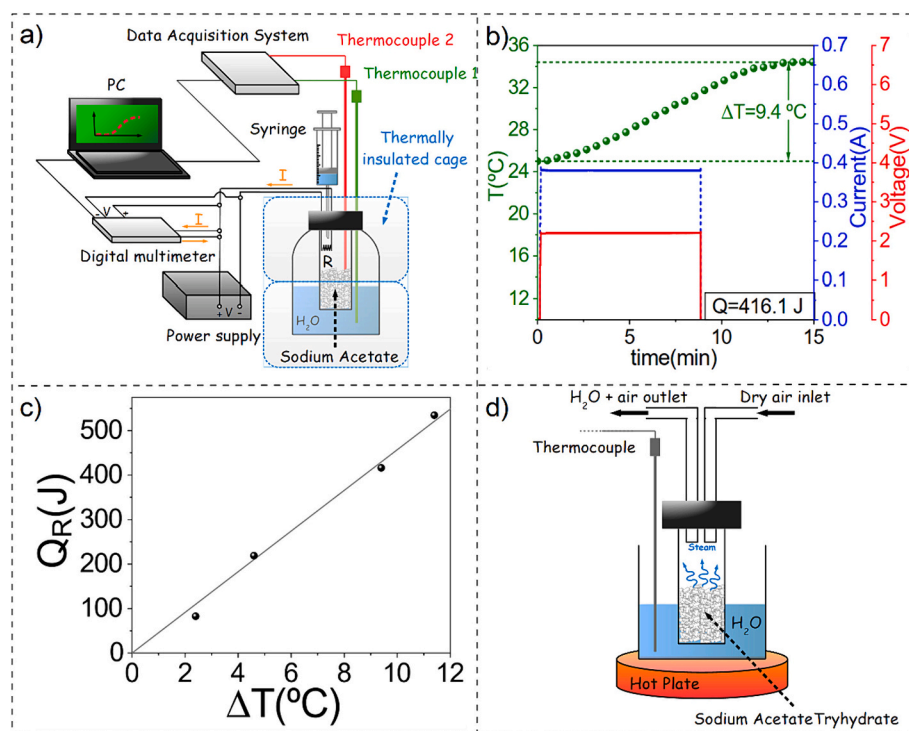 a)
Data Acquisition System
Thermocouple 2
Thermocouple 1
PC
Syringe
Thermally
insulated cage
I
- V +
I
Digital multimeter
R
+ V -
Power supply
H2O
Sodium Acetate
b)
36
32
28
24
20
16
12
T(ºC)
ΔT=9.4 ºC
Q=416.1 J
0 5 10 15
time(min)
0.7
0.6
0.5
0.4
0.3
0.2
0.1
0.0
Current(A)
7
6
5
4
3
2
1
0
Voltage(V)
c)
500
400
300
200
100
0
QR(J)
0 2 4 6 8 10 12
ΔT(ºC)
d)
H2O + air outlet
Dry air inlet
Thermocouple
Steam
H2O
Hot Plate
Sodium Acetate Tryhydrate